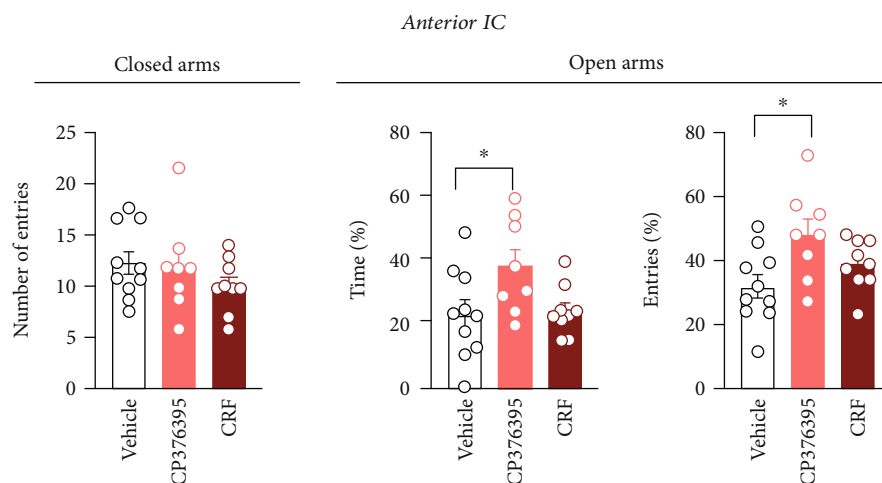 Anterior IC
Closed arms
Open arms
Number of entries
25
20
15
10
5
0
Vehicle
CP376395
CRF
Time (%)
80
60
40
20
0
*
Vehicle
CP376395
CRF
Entries (%)
80
60
40
20
0
*
Vehicle
CP376395
CRF